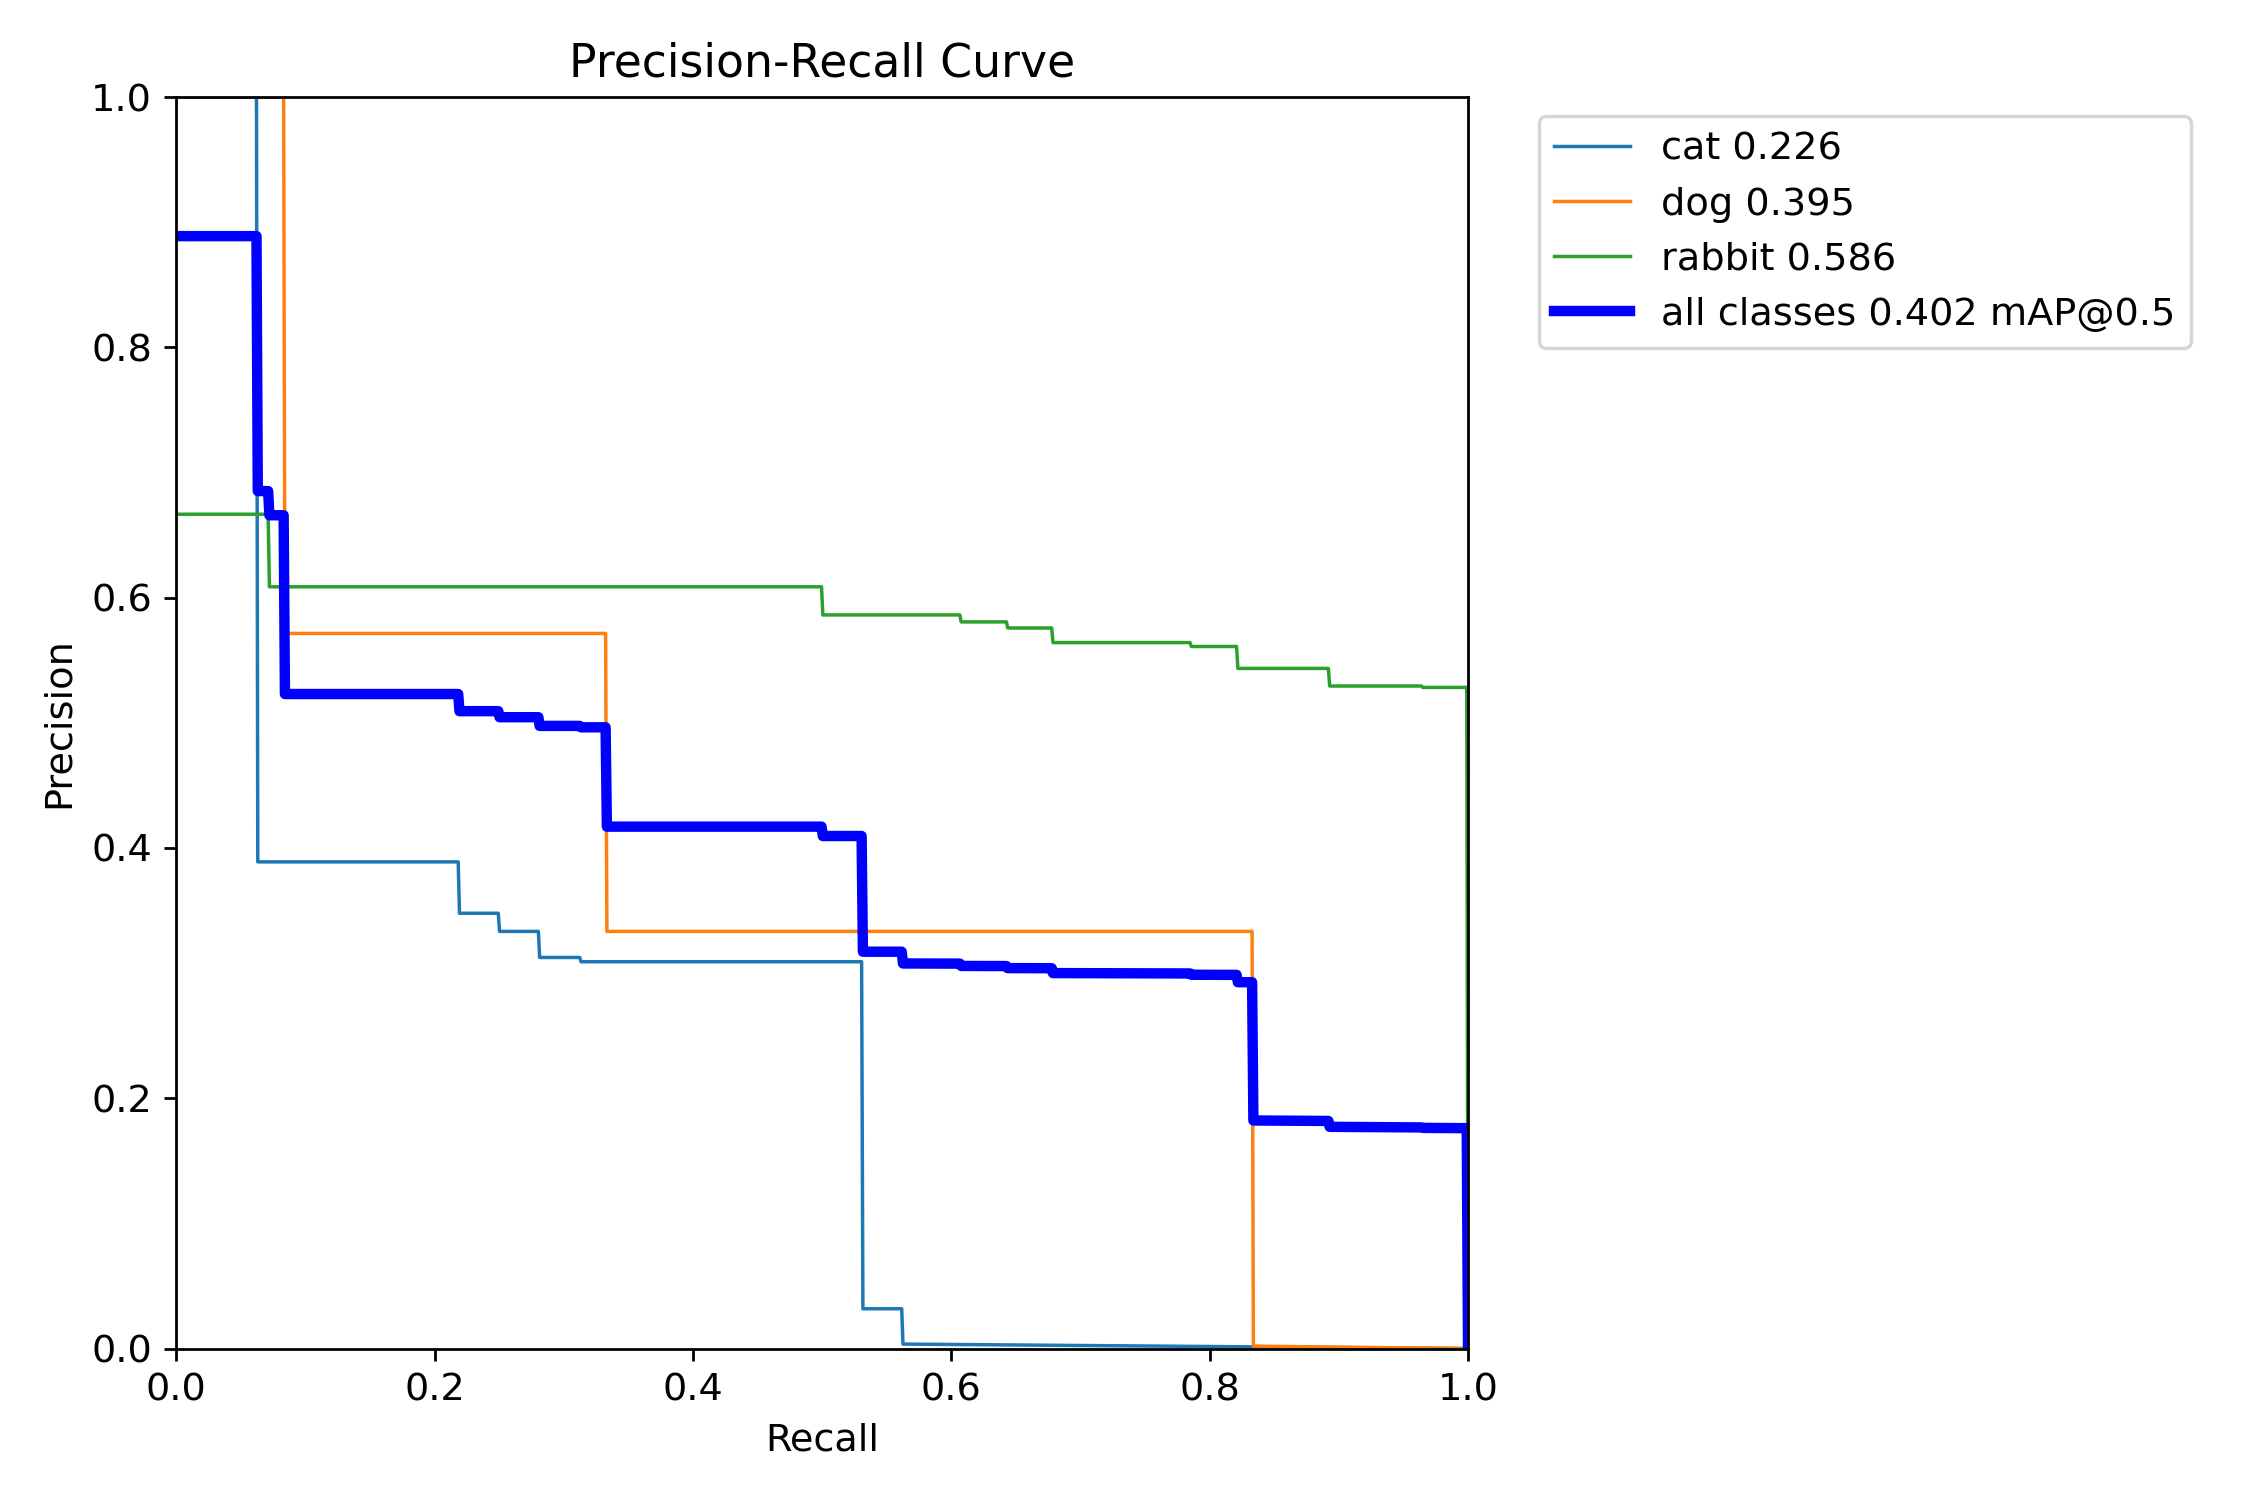 Precision-Recall Curve
1.0
0.8
0.6
0.4
0.2
0.0
Precision
0.0 0.2 0.4 0.6 0.8 1.0
Recall
cat 0.226
dog 0.395
rabbit 0.586
all classes 0.402 mAP@0.5